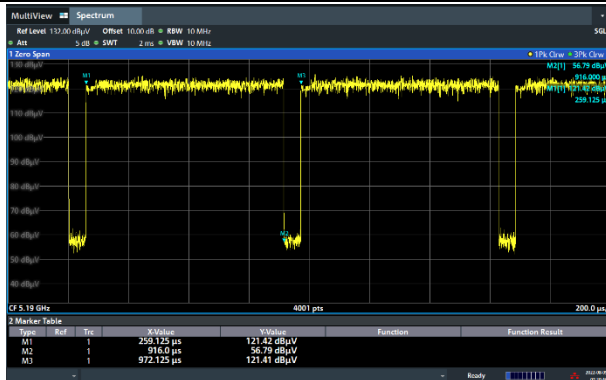 MultiView Spectrum
Ref Level 132.00 dBµV Offset 10.00 dB RBW 10 MHz SGL
Att 5 dB SWT 2 ms VBW 10 MHz
1 Zero Span 1Pk Clrw 3Pk Clrw
130 dBµV M2[1] 56.79 dBµV
916.000 µ
M1 M3 M1[1] 121.42 dBµV
259.125 µ
110 dBµV
100 dBµV
90 dBµV
80 dBµV
70 dBµV
60 dBµV M2
50 dBµV
40 dBµV
CF 5.19 GHz 4001 pts 200.0 µs
2 Marker Table
Type Ref Trc X-Value Y-Value Function Function Result
M1 1 259.125 µs 121.42 dBµV
M2 1 916.0 µs 56.79 dBµV
M3 1 972.125 µs 121.41 dBµV
Ready